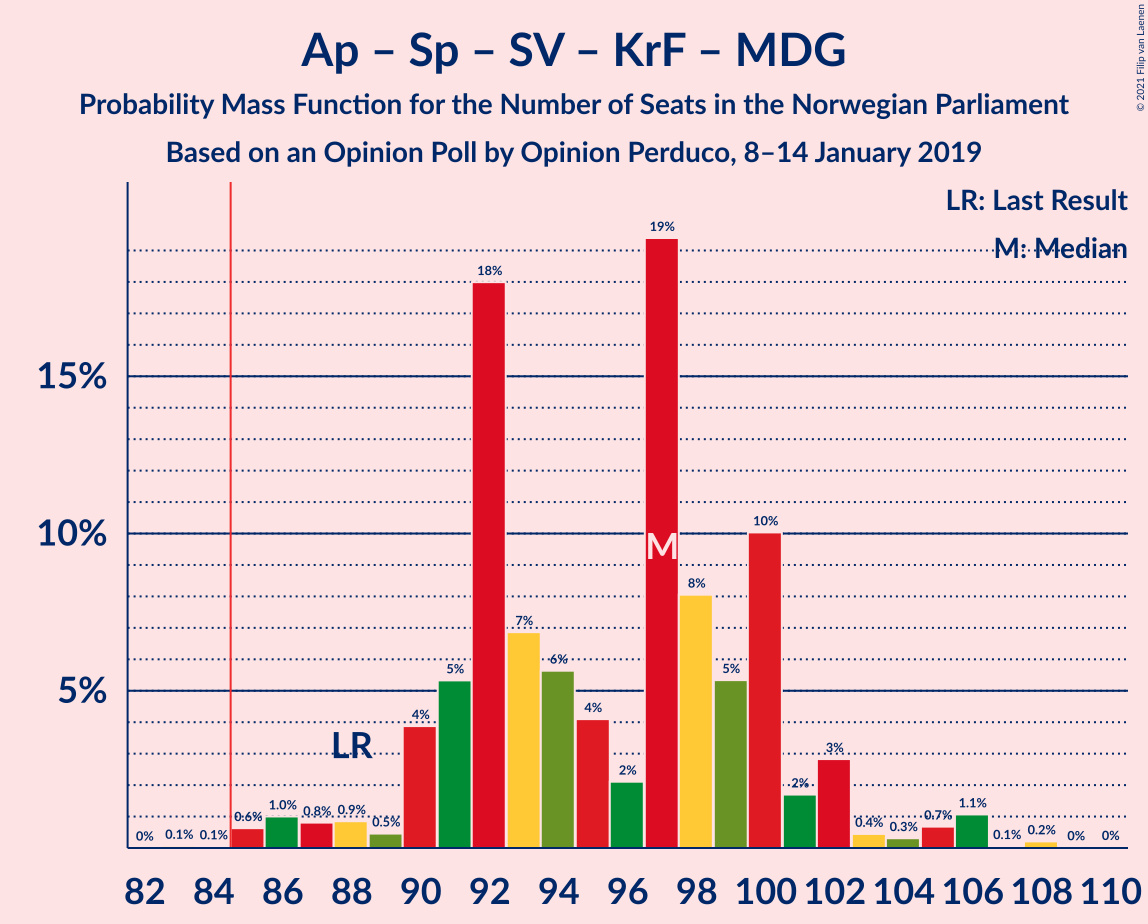 Ap – Sp – SV – KrF – MDG
Probability Mass Function for the Number of Seats in the Norwegian Parliament
Based on an Opinion Poll by Opinion Perduco, 8–14 January 2019
© 2021 Filip van Laenen
LR: Last Result
M: Median
15%
10%
5%
0% 0.1% 0.1% 0.6% 1.0% 0.8% 0.9% 0.5% 4% 5% 18% 7% 6% 4% 2% 19% 8% 5% 10% 2% 3% 0.4% 0.3% 0.7% 1.1% 0.1% 0.2% 0% 0%
LR
M
82 84 86 88 90 92 94 96 98 100 102 104 106 108 110